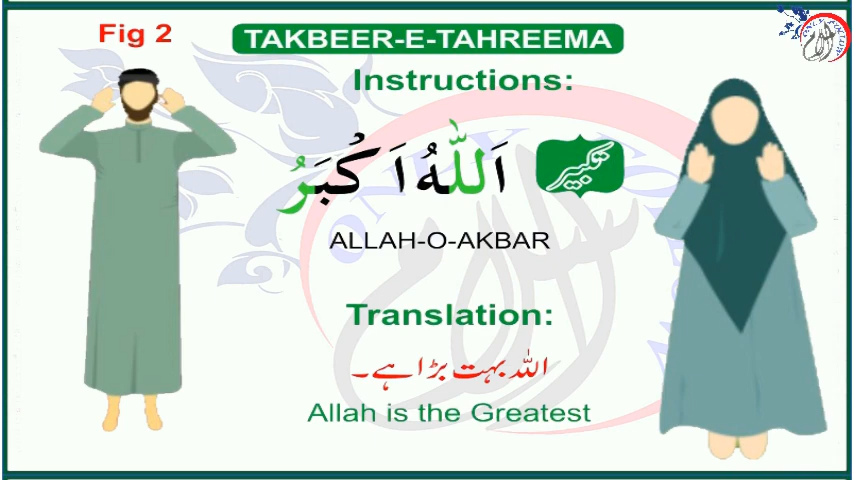 Fig 2
TAKBEER-E-TAHREEMA
Instructions:
تکبیر
اَللّٰهُ اَكْبَرُ
ALLAH-O-AKBAR
Translation:
اللہ بہت بڑا ہے۔
Allah is the Greatest